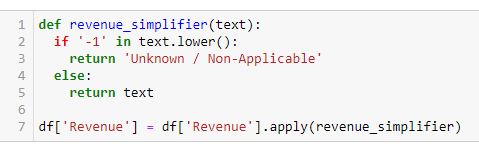 1 def revenue_simplifier(text):
2   if '-1' in text.lower():
3     return 'Unknown / Non-Applicable'
4   else:
5     return text
6
7 df['Revenue'] = df['Revenue'].apply(revenue_simplifier)